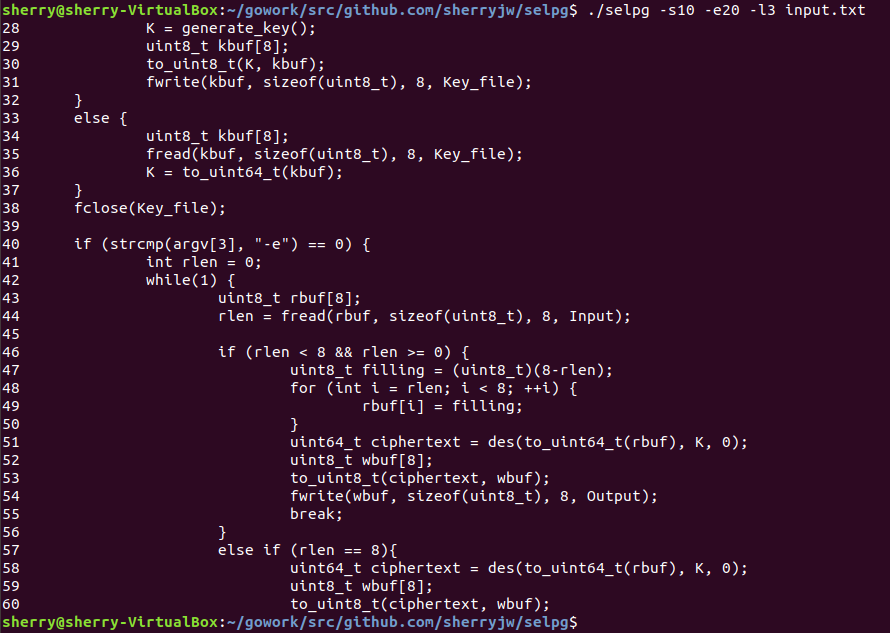 sherry@sherry-VirtualBox:~/gowork/src/github.com/sherryjw/selpg$ ./selpg -s10 -e20 -l3 input.txt
28 K = generate_key();
29 uint8_t kbuf[8];
30 to_uint8_t(K, kbuf);
31 fwrite(kbuf, sizeof(uint8_t), 8, Key_file);
32 }
33 else {
34 uint8_t kbuf[8];
35 fread(kbuf, sizeof(uint8_t), 8, Key_file);
36 K = to_uint64_t(kbuf);
37 }
38 fclose(Key_file);
39
40 if (strcmp(argv[3], "-e") == 0) {
41 int rlen = 0;
42 while(1) {
43 uint8_t rbuf[8];
44 rlen = fread(rbuf, sizeof(uint8_t), 8, Input);
45
46 if (rlen < 8 && rlen >= 0) {
47 uint8_t filling = (uint8_t)(8-rlen);
48 for (int i = rlen; i < 8; ++i) {
49 rbuf[i] = filling;
50 }
51 uint64_t ciphertext = des(to_uint64_t(rbuf), K, 0);
52 uint8_t wbuf[8];
53 to_uint8_t(ciphertext, wbuf);
54 fwrite(wbuf, sizeof(uint8_t), 8, Output);
55 break;
56 }
57 else if (rlen == 8){
58 uint64_t ciphertext = des(to_uint64_t(rbuf), K, 0);
59 uint8_t wbuf[8];
60 to_uint8_t(ciphertext, wbuf);
sherry@sherry-VirtualBox:~/gowork/src/github.com/sherryjw/selpg$